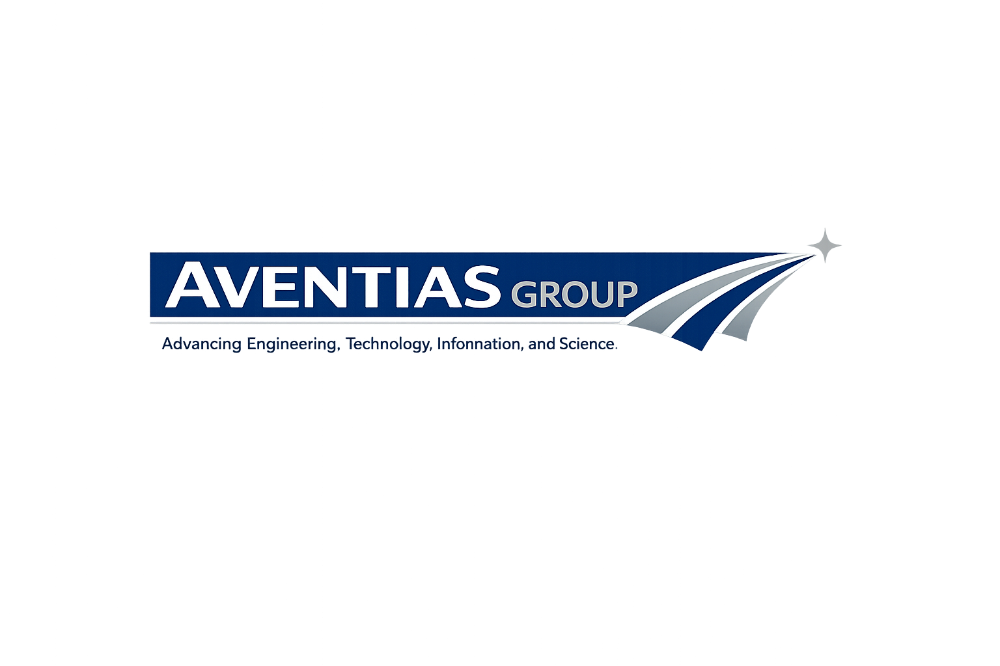 AVENTIAS GROUP
Advancing Engineering, Technology, Infonnation, and Science.